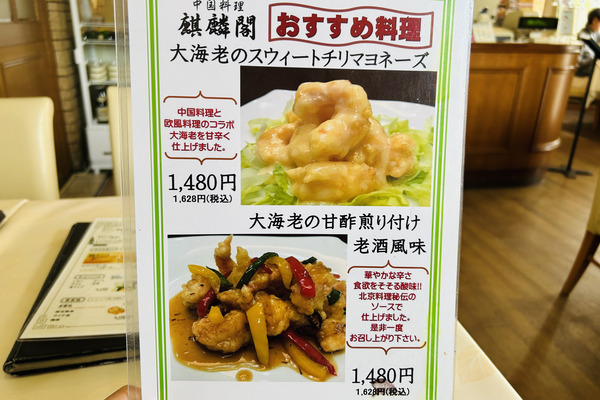 中国料理
麒麟閣
おすすめ料理
大海老のスウィートチリマヨネーズ
中国料理と
欧風料理のコラボ
大海老を甘辛く
仕上げました。
1,480円
1,628円(税込)
大海老の甘酢煎り付け
老酒風味
華やかな辛さ
食欲をそそる酸味!!
北京料理秘伝の
ソースで
仕上げました。
是非一度
お召し上がり下さい。
1,480円
1,628円(税込)